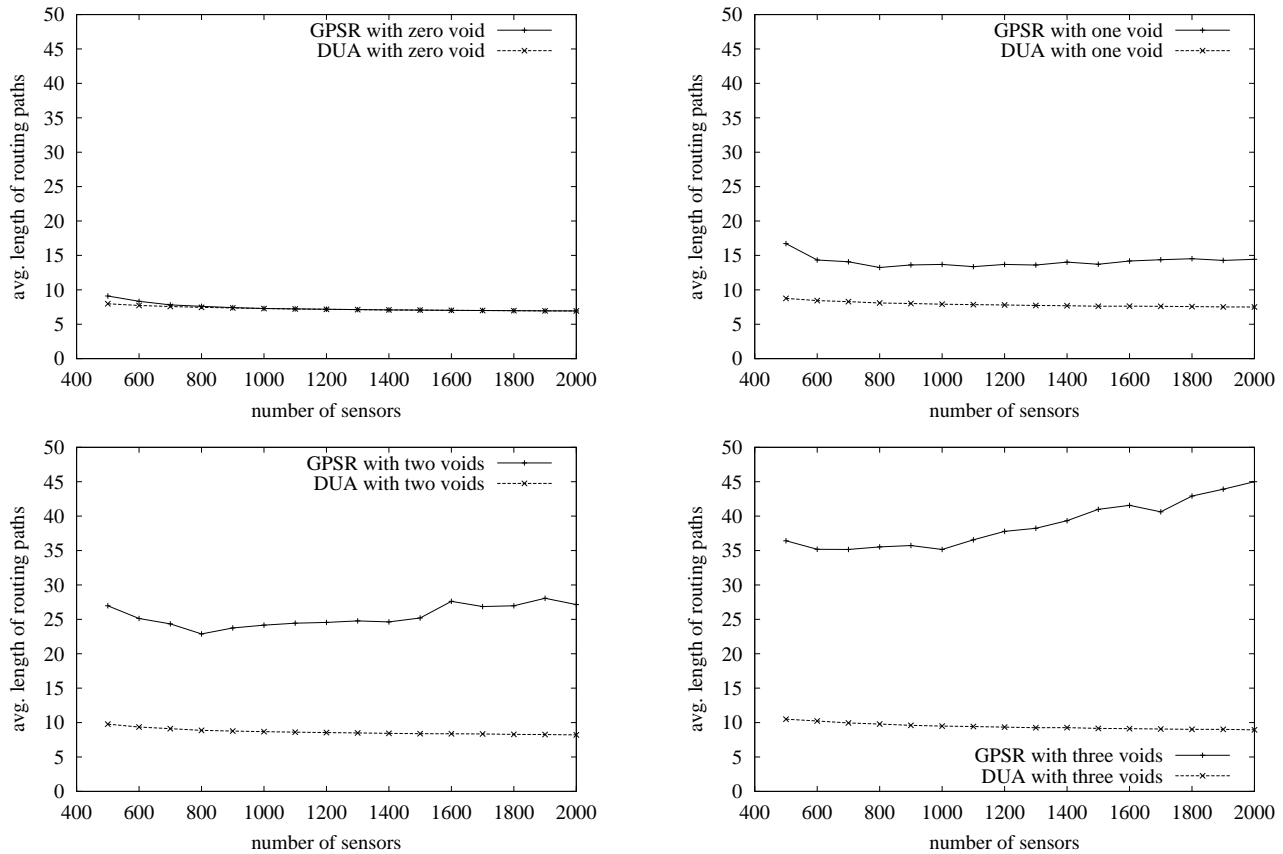 GPSR with zero void
DUA with zero void
avg. length of routing paths
50
45
40
35
30
25
20
15
10
5
0
400 600 800 1000 1200 1400 1600 1800 2000
number of sensors
GPSR with one void
DUA with one void
avg. length of routing paths
50
45
40
35
30
25
20
15
10
5
0
400 600 800 1000 1200 1400 1600 1800 2000
number of sensors
GPSR with two voids
DUA with two voids
avg. length of routing paths
50
45
40
35
30
25
20
15
10
5
0
400 600 800 1000 1200 1400 1600 1800 2000
number of sensors
avg. length of routing paths
50
45
40
35
30
25
20
15
10
5
0
GPSR with three voids
DUA with three voids
400 600 800 1000 1200 1400 1600 1800 2000
number of sensors